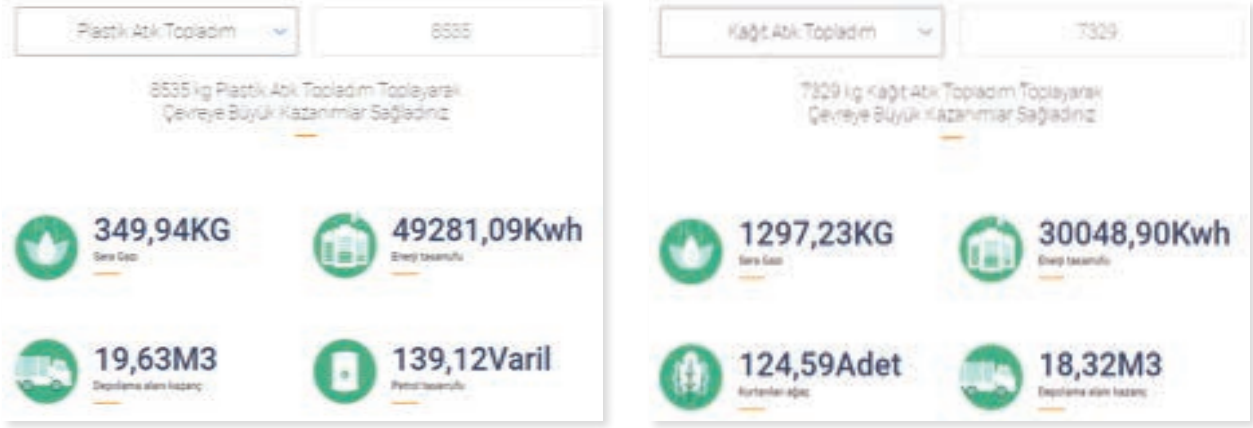 Plastik Atık Topladım
8535
8535 kg Plastik Atık Topladım Toplayarak
Çevreye Büyük Kazanımlar Sağladınız
349,94KG
Sera Gazı
49281,09Kwh
Enerji tasarrufu
19,63M3
Depolama alanı kazanç
139,12Varil
Petrol tasarrufu
Kağıt Atık Topladım
7329
7329 kg Kağıt Atık Topladım Toplayarak
Çevreye Büyük Kazanımlar Sağladınız
1297,23KG
Sera Gazı
30048,90Kwh
Enerji tasarrufu
124,59Adet
Kurtarılan ağaç
18,32M3
Depolama alanı kazanç